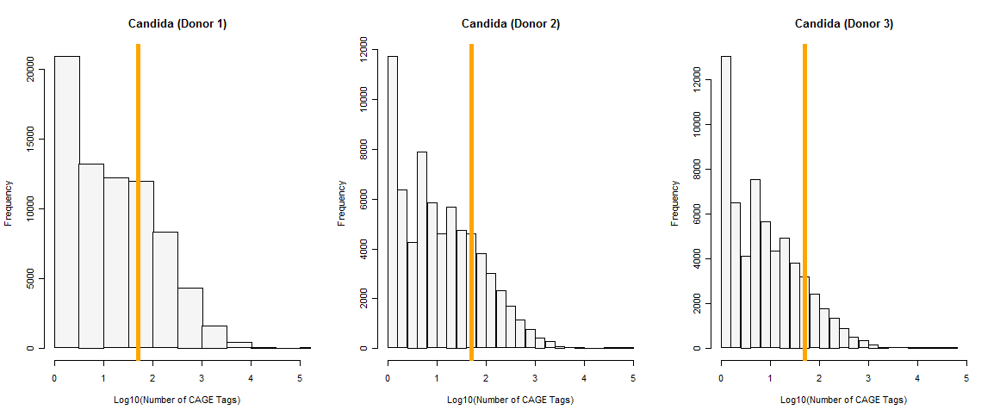 Candida (Donor 1)
Frequency
0
5000
10000
15000
20000
0 1 2 3 4 5
Log10(Number of CAGE Tags)
Candida (Donor 2)
Frequency
0
2000
4000
6000
8000
10000
12000
0 1 2 3 4 5
Log10(Number of CAGE Tags)
Candida (Donor 3)
Frequency
0
2000
4000
6000
8000
10000
12000
0 1 2 3 4 5
Log10(Number of CAGE Tags)